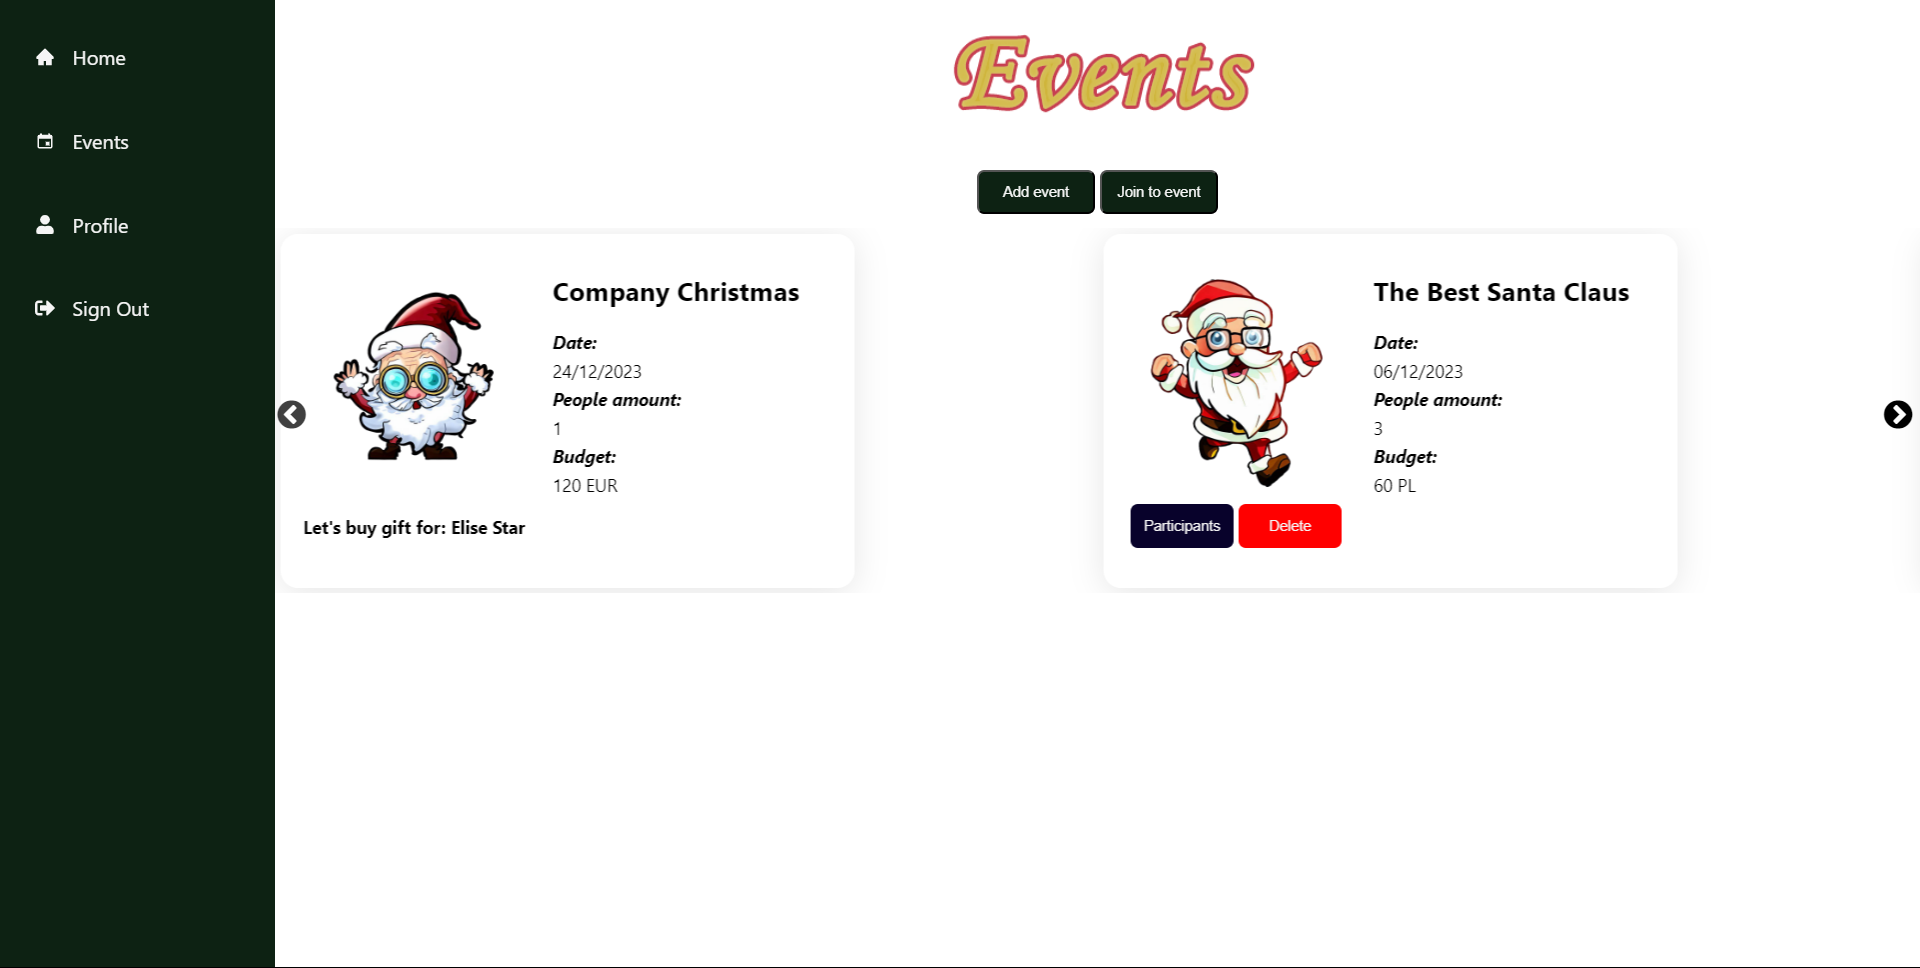 Home
Events
Profile
Sign Out
Events
Add event
Join to event
Company Christmas
Date:
24/12/2023
People amount:
1
Budget:
120 EUR
Let's buy gift for: Elise Star
The Best Santa Claus
Date:
06/12/2023
People amount:
3
Budget:
60 PL
Participants
Delete